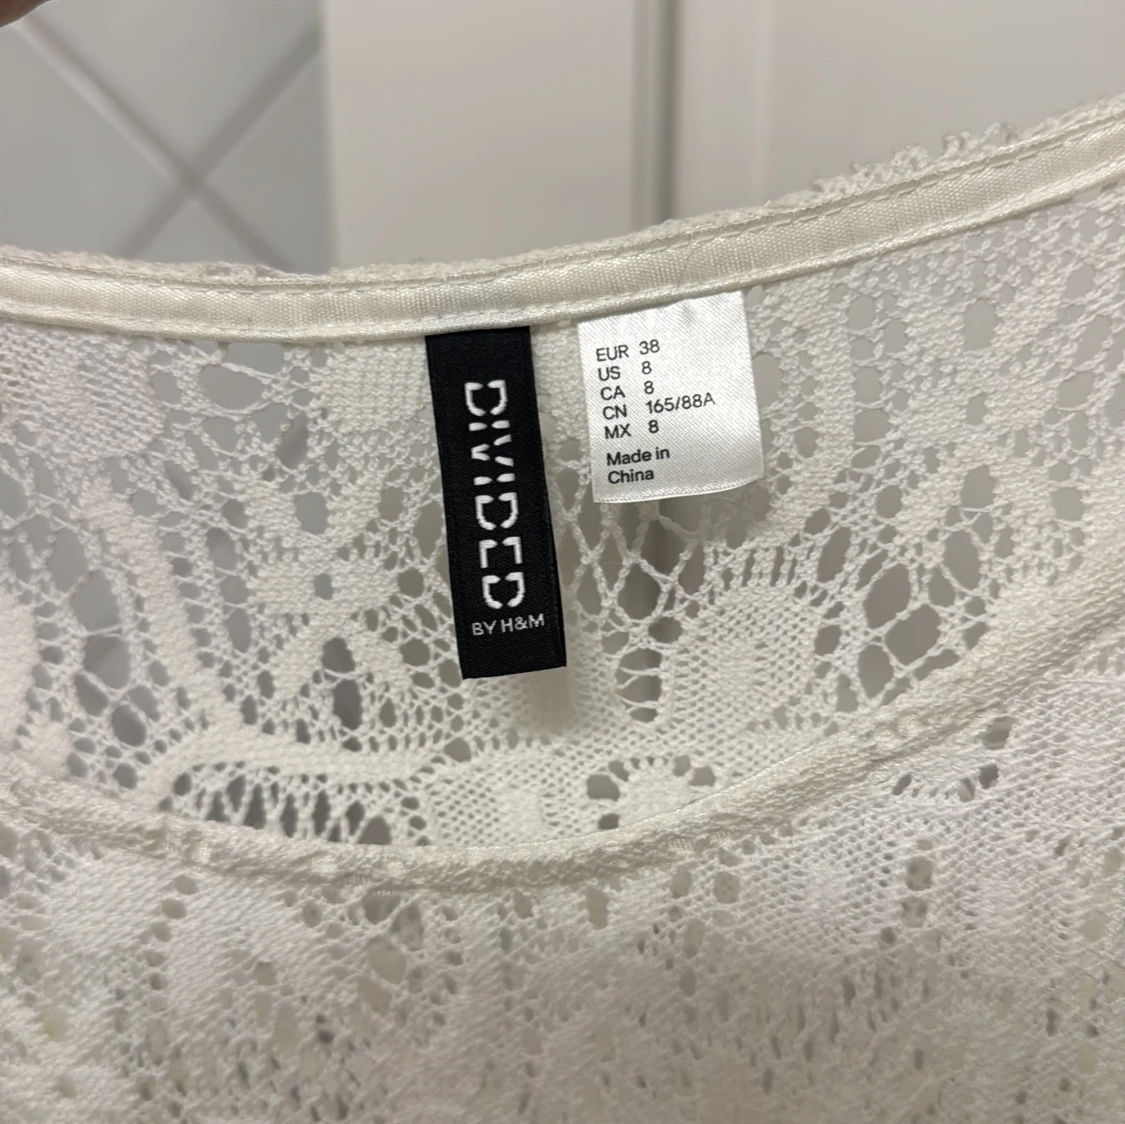 DIVIDED
BY H&M
EUR 38
US 8
CA 8
CN 165/88A
MX 8
Made in
China